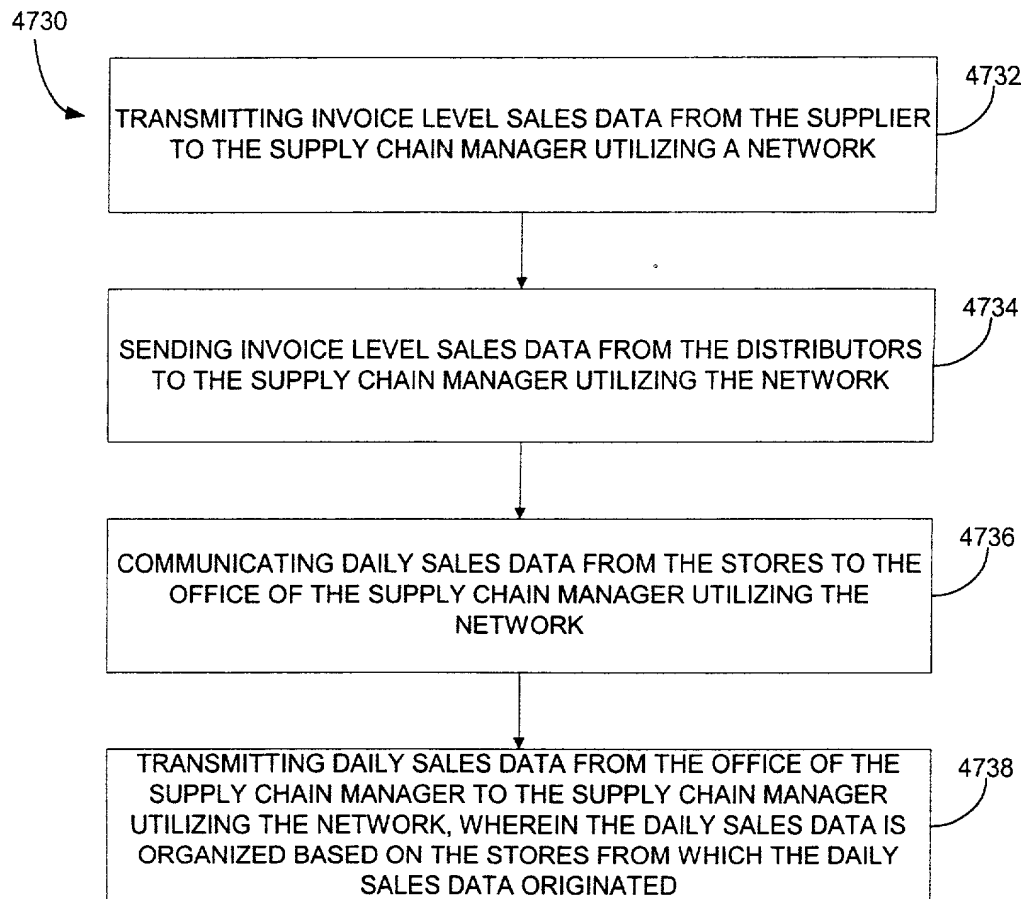 4730
4732
TRANSMITTING INVOICE LEVEL SALES DATA FROM THE SUPPLIER
TO THE SUPPLY CHAIN MANAGER UTILIZING A NETWORK
4734
SENDING INVOICE LEVEL SALES DATA FROM THE DISTRIBUTORS
TO THE SUPPLY CHAIN MANAGER UTILIZING THE NETWORK
4736
COMMUNICATING DAILY SALES DATA FROM THE STORES TO THE
OFFICE OF THE SUPPLY CHAIN MANAGER UTILIZING THE
NETWORK
4738
TRANSMITTING DAILY SALES DATA FROM THE OFFICE OF THE
SUPPLY CHAIN MANAGER TO THE SUPPLY CHAIN MANAGER
UTILIZING THE NETWORK, WHEREIN THE DAILY SALES DATA IS
ORGANIZED BASED ON THE STORES FROM WHICH THE DAILY
SALES DATA ORIGINATED